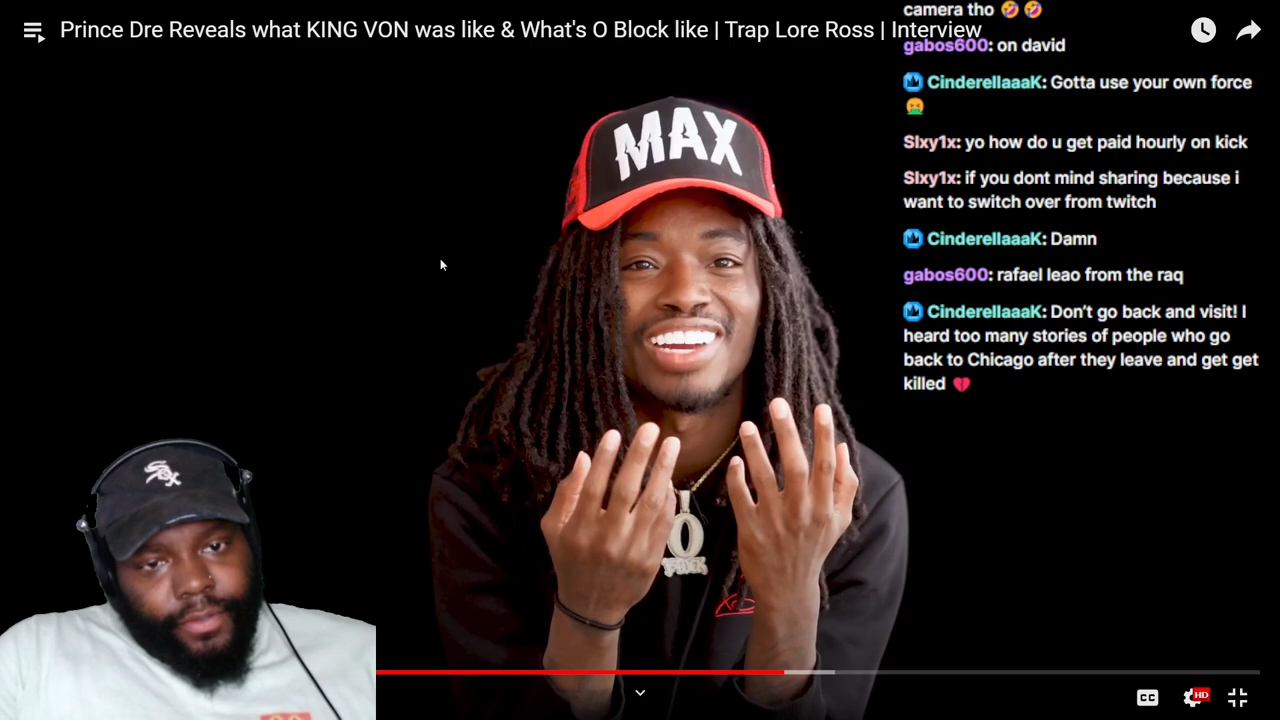 camera tho 🤣🤣
Prince Dre Reveals what KING VON was like & What's O Block like | Trap Lore Ross | Interview
gabos600: on david
CinderellaaaK: Gotta use your own force
🤮
Slxy1x: yo how do u get paid hourly on kick
Slxy1x: if you dont mind sharing because i
want to switch over from twitch
CinderellaaaK: Damn
gabos600: rafael leao from the raq
CinderellaaaK: Don’t go back and visit! I
heard too many stories of people who go
back to Chicago after they leave and get get
killed 💔
MAX
SOX
O
CC
HD